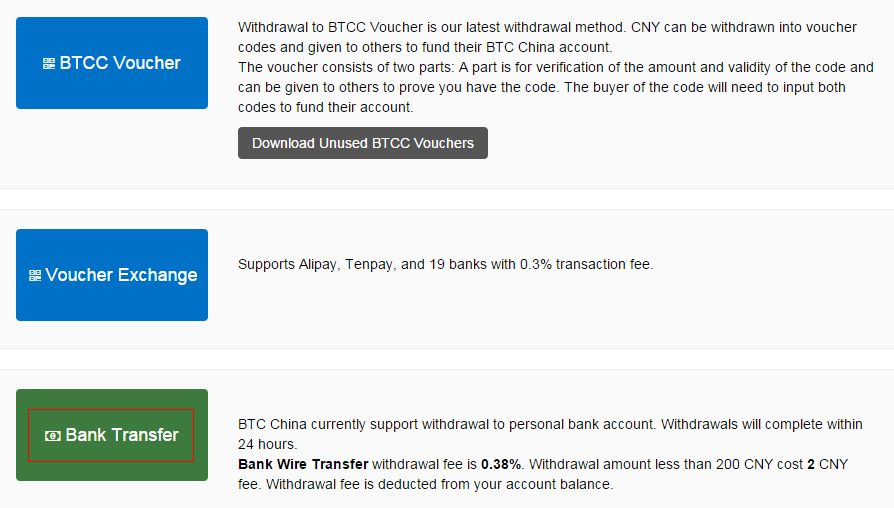 BTCC Voucher
Withdrawal to BTCC Voucher is our latest withdrawal method. CNY can be withdrawn into voucher
codes and given to others to fund their BTC China account.
The voucher consists of two parts: A part is for verification of the amount and validity of the code and
can be given to others to prove you have the code. The buyer of the code will need to input both
codes to fund their account.
Download Unused BTCC Vouchers
Voucher Exchange
Supports Alipay, Tenpay, and 19 banks with 0.3% transaction fee.
Bank Transfer
BTC China currently support withdrawal to personal bank account. Withdrawals will complete within
24 hours.
Bank Wire Transfer withdrawal fee is 0.38%. Withdrawal amount less than 200 CNY cost 2 CNY
fee. Withdrawal fee is deducted from your account balance.